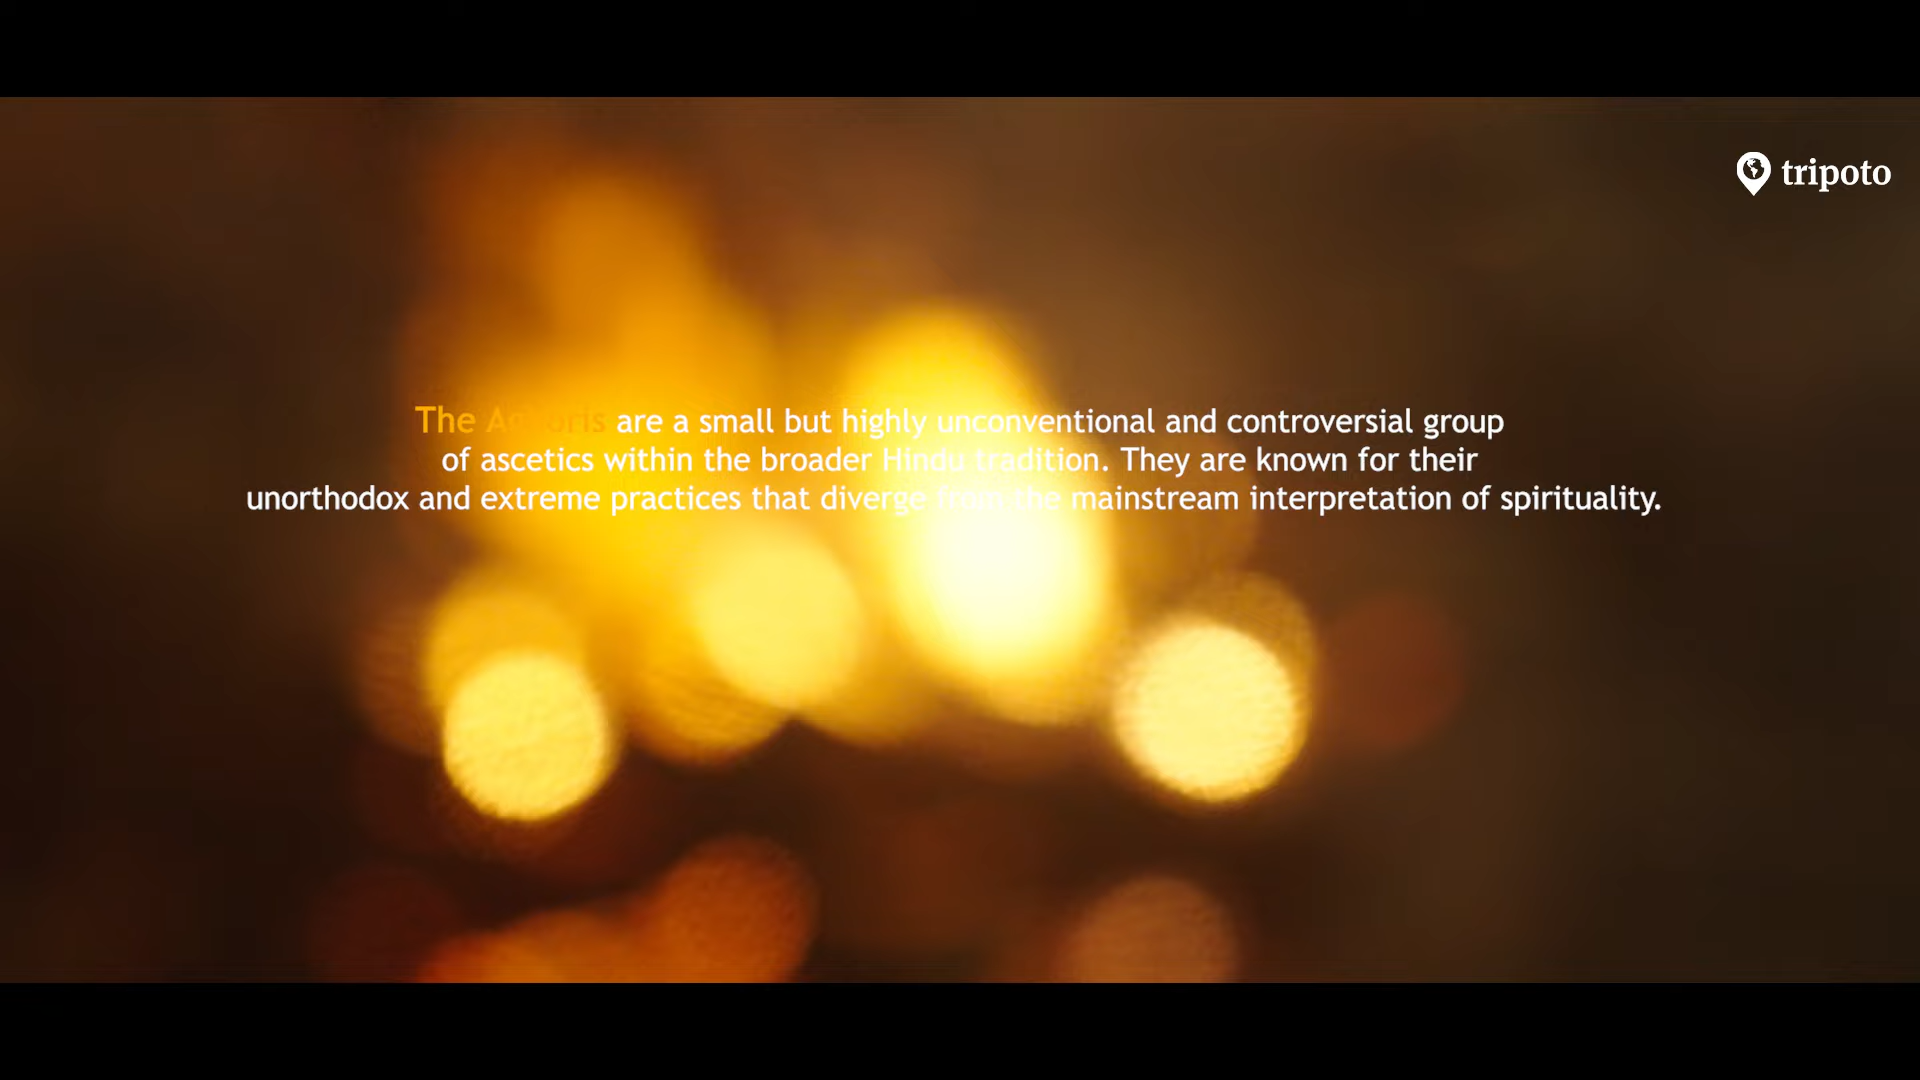 tripoto
The Aghoris are a small but highly unconventional and controversial group
of ascetics within the broader Hindu tradition. They are known for their
unorthodox and extreme practices that diverge from the mainstream interpretation of spirituality.